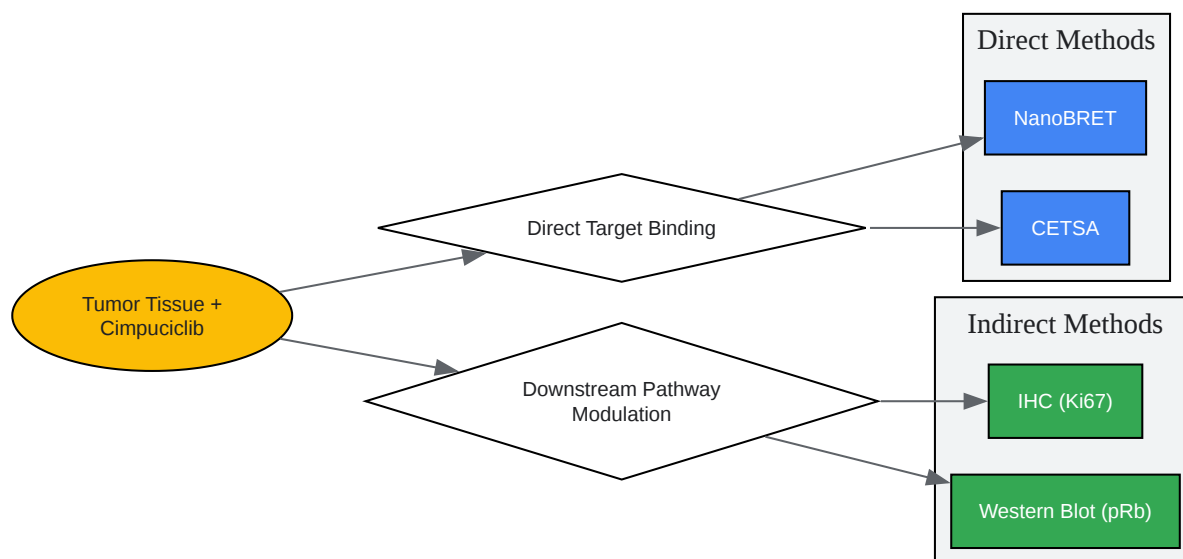 Direct Methods
NanoBRET
CETSA
Direct Target Binding
Tumor Tissue +
Cimpuciclib
Downstream Pathway
Modulation
Indirect Methods
IHC (Ki67)
Western Blot (pRb)